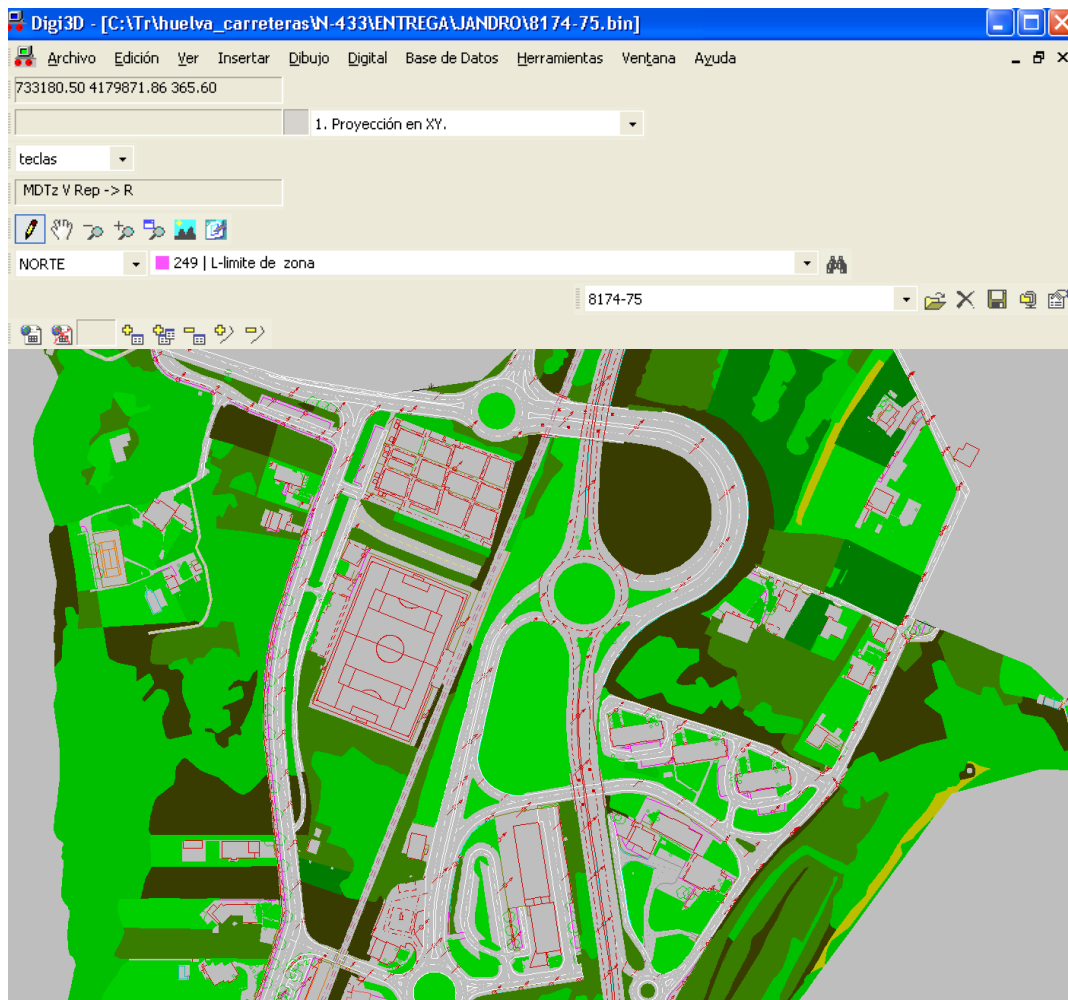 Digi3D - [C:\Tr\huelva_carreteras\N-433\ENTREGA\JANDRO\8174-75.bin]
Archivo Edición Ver Insertar Dibujo Digital Base de Datos Herramientas Ventana Ayuda
733180.50 4179871.86 365.60
1. Proyección en XY.
teclas
MDTz V Rep -> R
NORTE 249 | L-limite de zona
8174-75